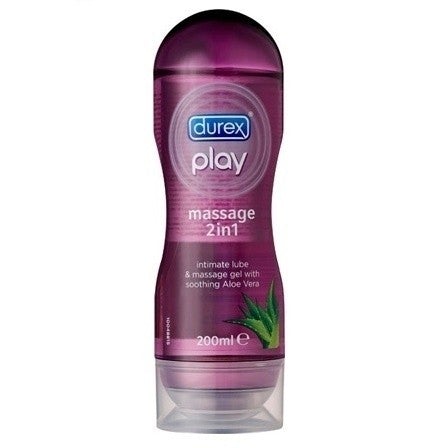 durex
play
massage
2in1
intimate lube
& massage gel with
soothing Aloe Vera
200ml e